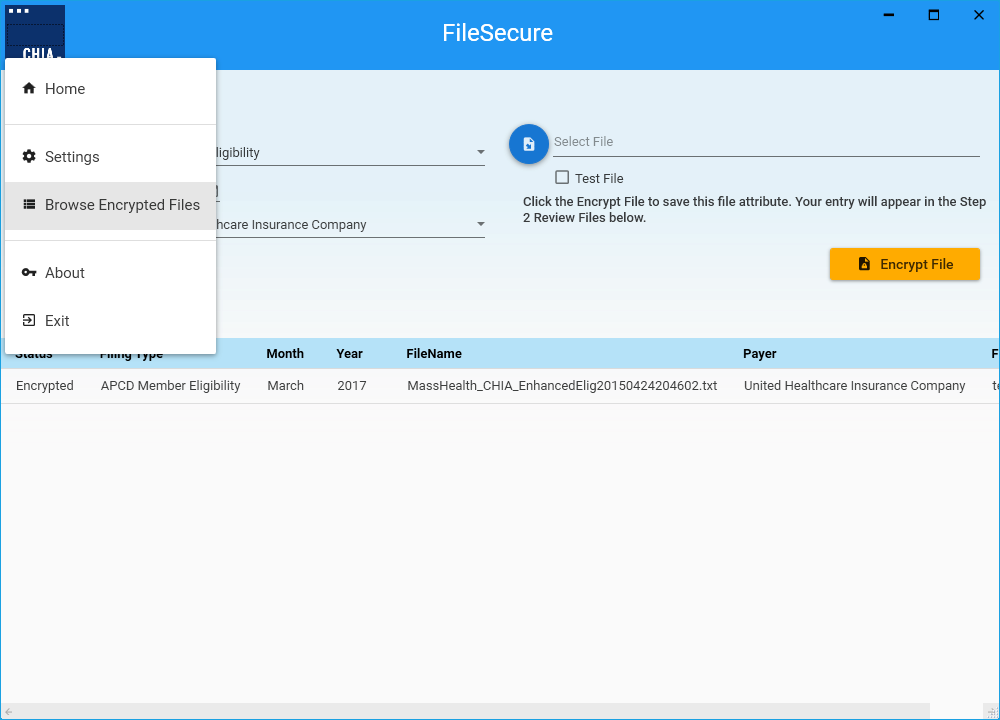 FileSecure
CHIA
Home
Settings
Browse Encrypted Files
About
Exit
ligibility
hcare Insurance Company
Select File
Test File
Click the Encrypt File to save this file attribute. Your entry will appear in the Step
2 Review Files below.
Encrypt File
Status Filing Type Month Year FileName Payer F
Encrypted APCD Member Eligibility March 2017 MassHealth_CHIA_EnhancedElig20150424204602.txt United Healthcare Insurance Company te